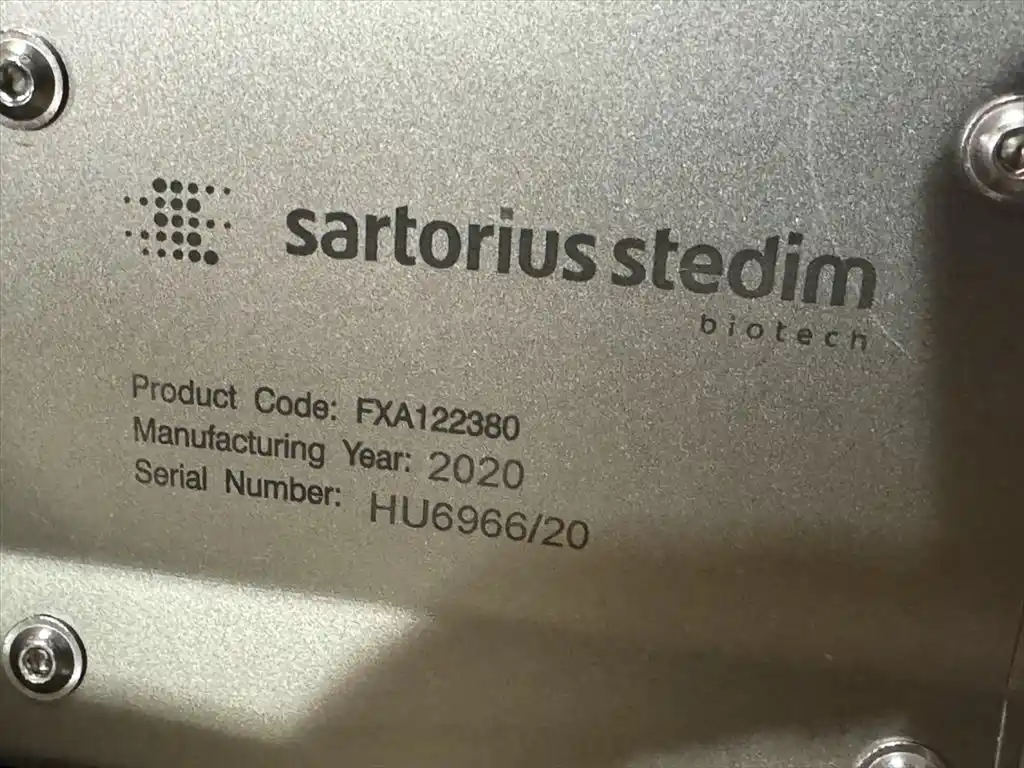 sartorius stedim
biotech
Product Code: FXA122380
Manufacturing Year: 2020
Serial Number: HU6966/20